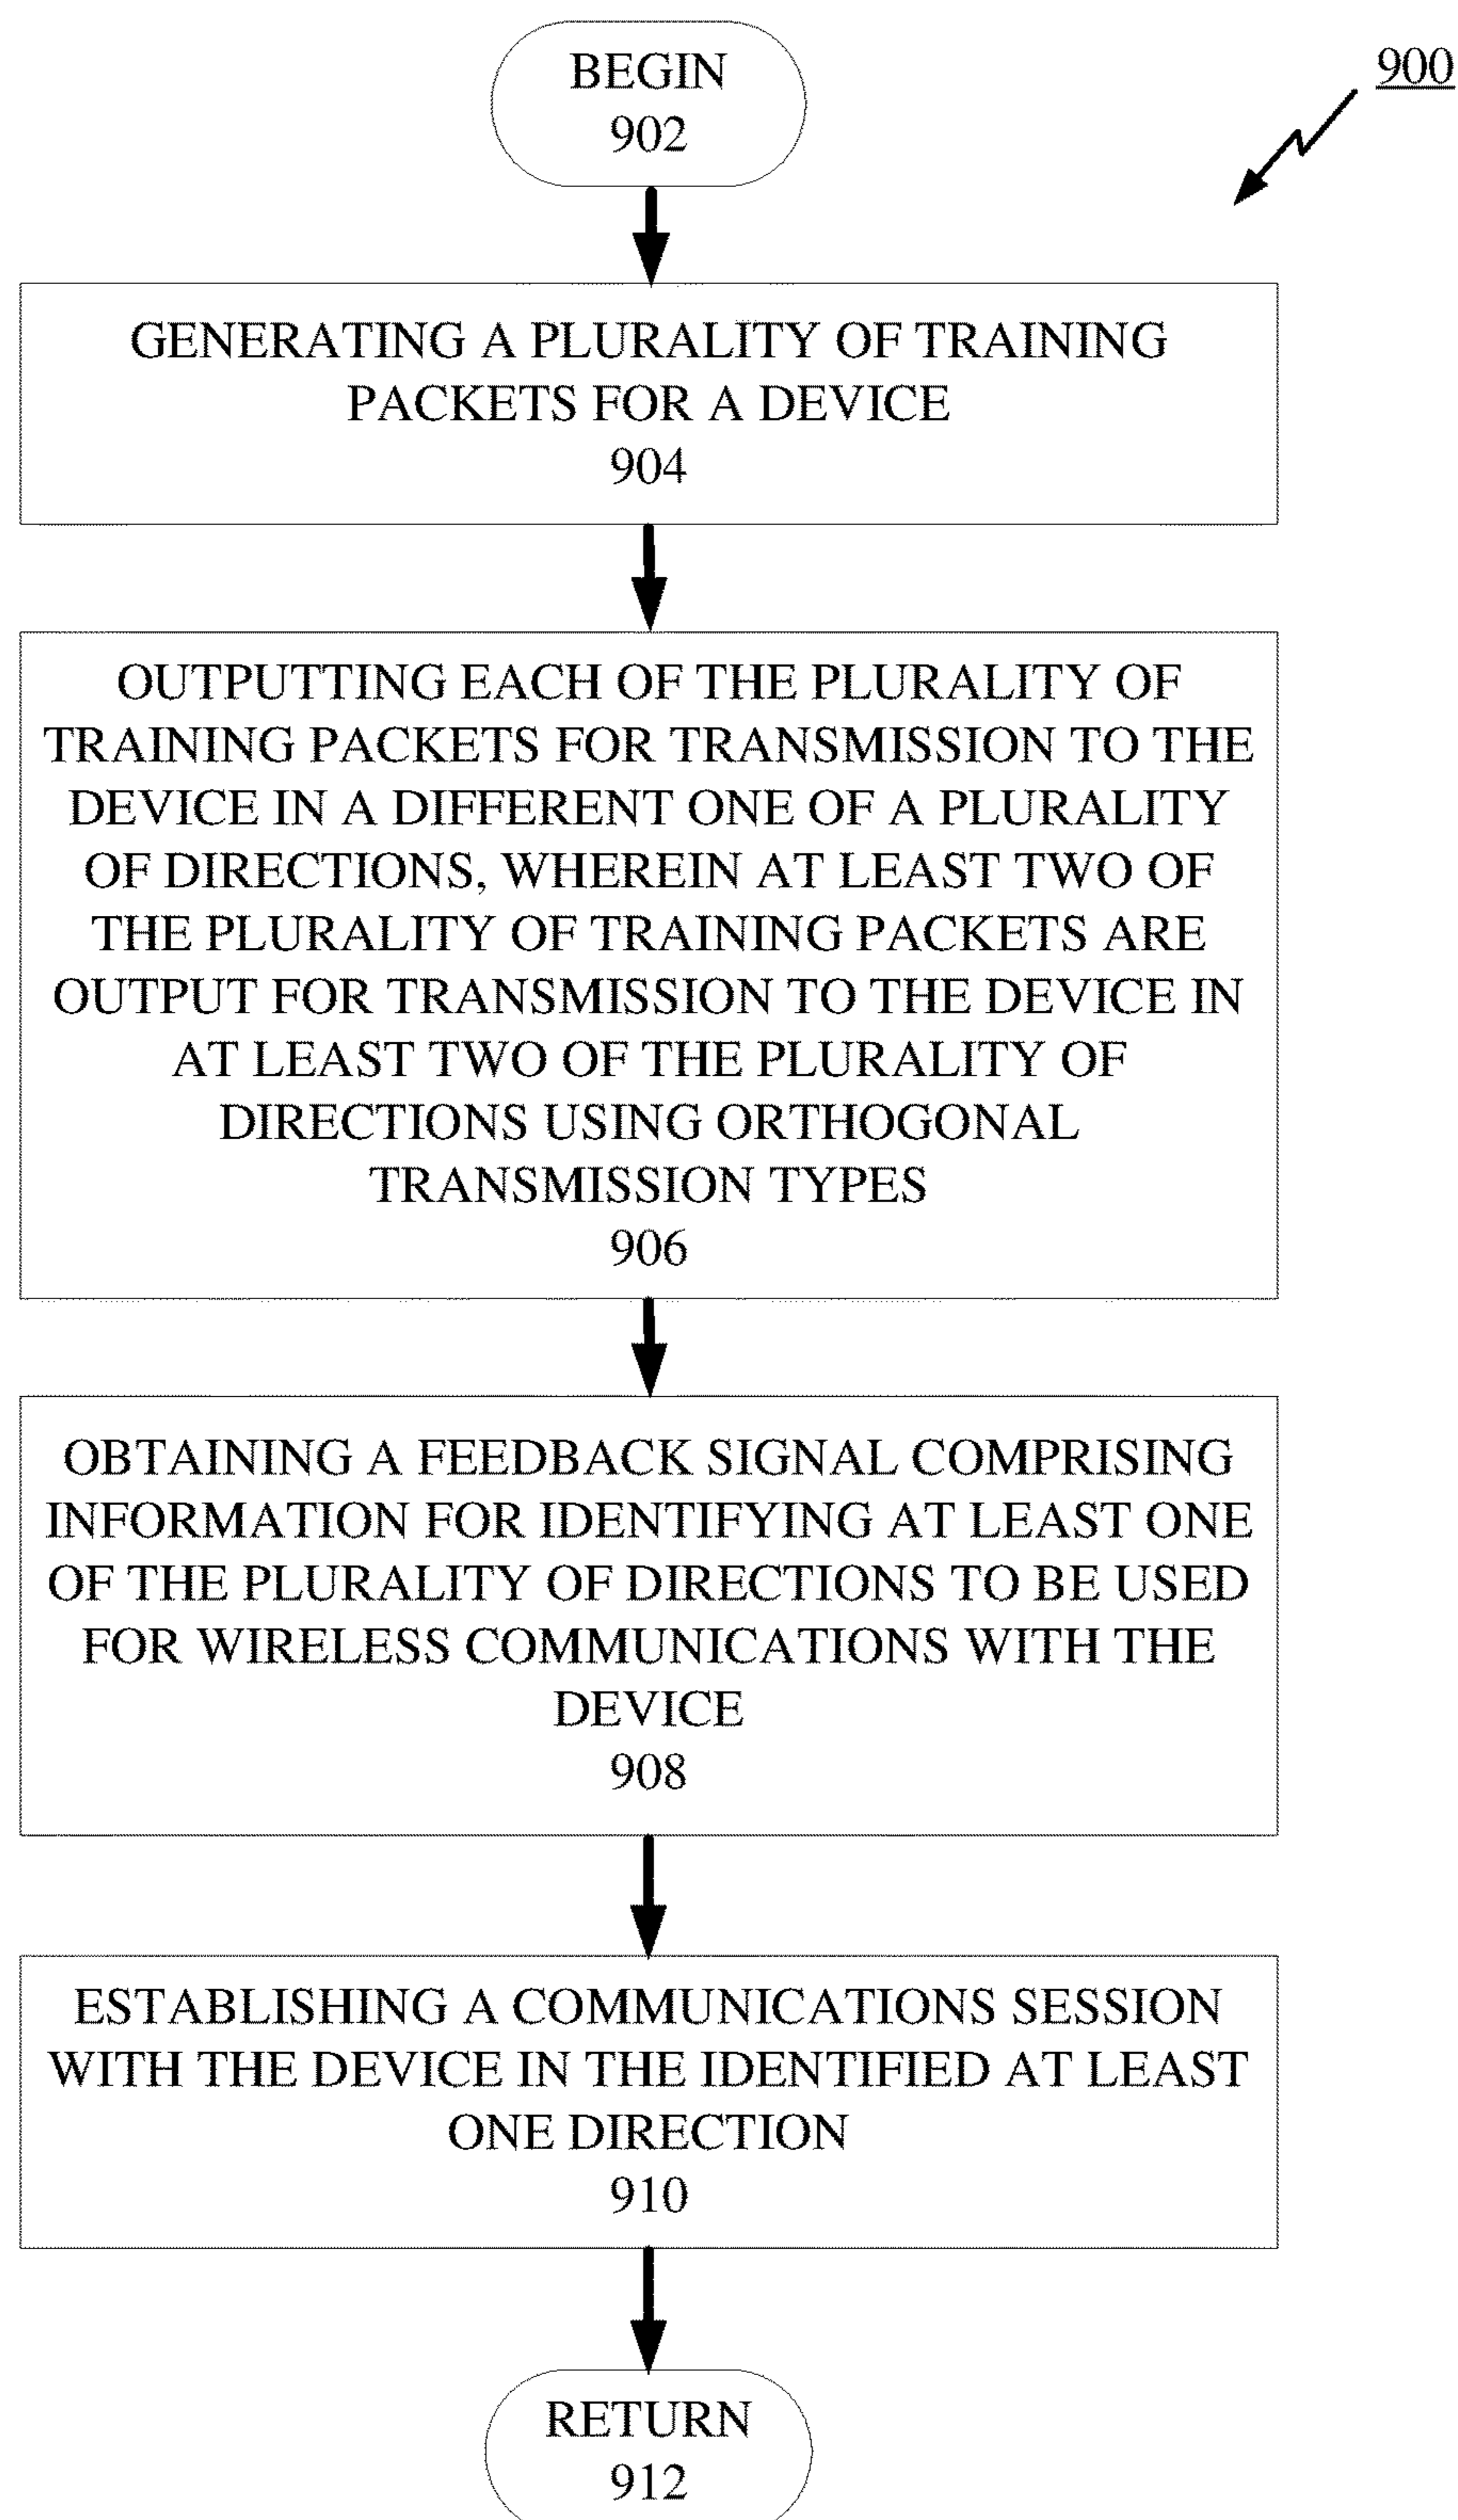 BEGIN
902
900
GENERATING A PLURALITY OF TRAINING
PACKETS FOR A DEVICE
904
OUTPUTTING EACH OF THE PLURALITY OF
TRAINING PACKETS FOR TRANSMISSION TO THE
DEVICE IN A DIFFERENT ONE OF A PLURALITY
OF DIRECTIONS, WHEREIN AT LEAST TWO OF
THE PLURALITY OF TRAINING PACKETS ARE
OUTPUT FOR TRANSMISSION TO THE DEVICE IN
AT LEAST TWO OF THE PLURALITY OF
DIRECTIONS USING ORTHOGONAL
TRANSMISSION TYPES
906
OBTAINING A FEEDBACK SIGNAL COMPRISING
INFORMATION FOR IDENTIFYING AT LEAST ONE
OF THE PLURALITY OF DIRECTIONS TO BE USED
FOR WIRELESS COMMUNICATIONS WITH THE
DEVICE
908
ESTABLISHING A COMMUNICATIONS SESSION
WITH THE DEVICE IN THE IDENTIFIED AT LEAST
ONE DIRECTION
910
RETURN
912